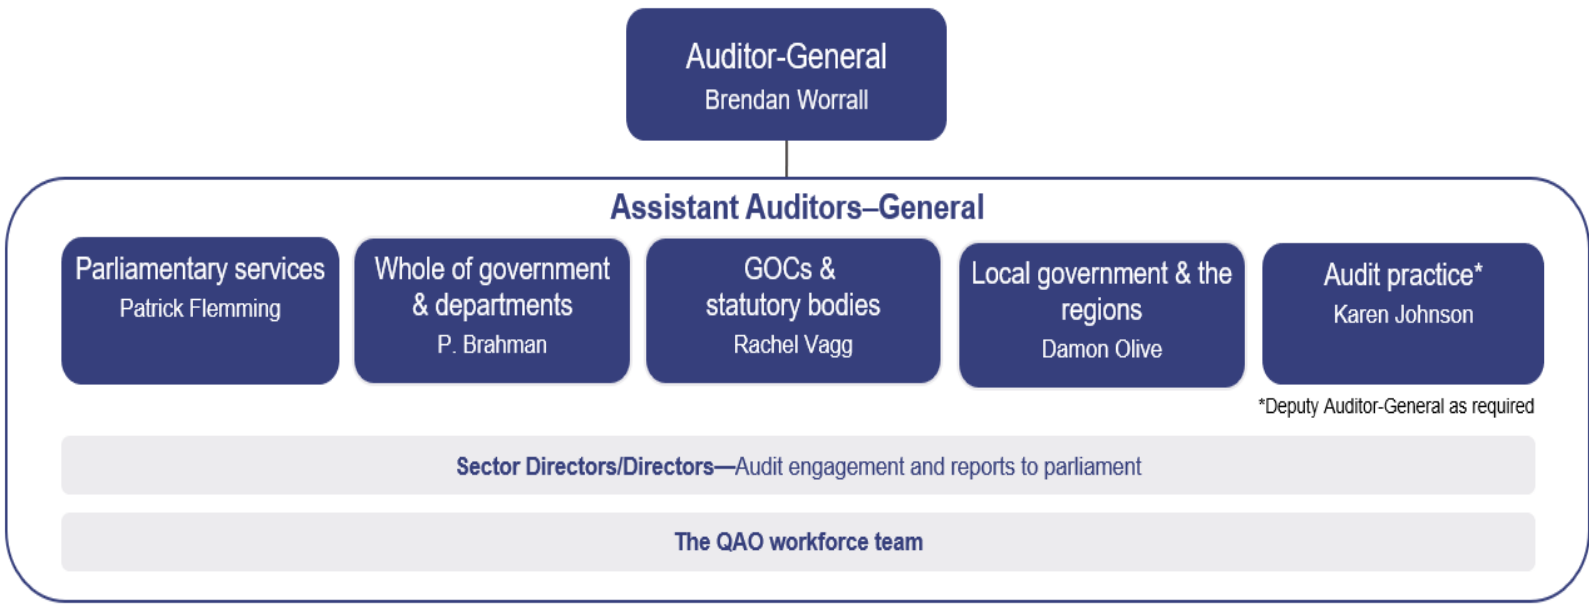 Auditor-General
Brendan Worrall
Assistant Auditors–General
Parliamentary services
Patrick Flemming
Whole of government
& departments
P. Brahman
GOCs &
statutory bodies
Rachel Vagg
Local government & the
regions
Damon Olive
Audit practice*
Karen Johnson
*Deputy Auditor-General as required
Sector Directors/Directors—Audit engagement and reports to parliament
The QAO workforce team